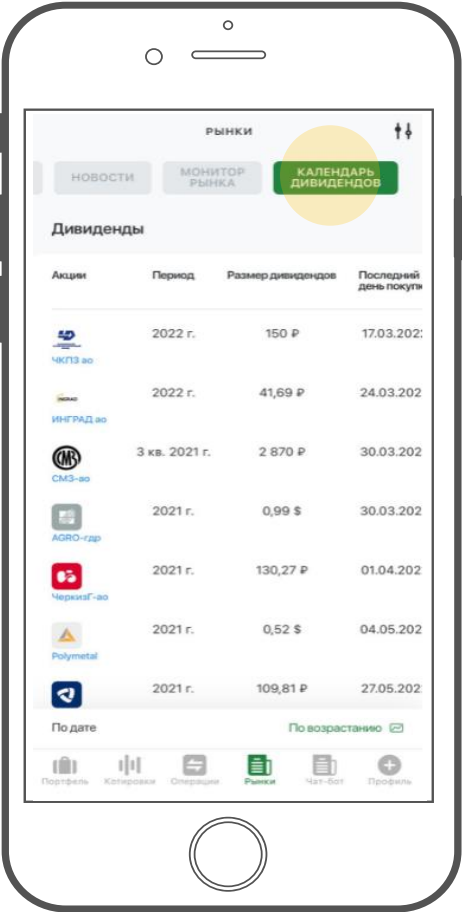 РЫНКИ
НОВОСТИ
МОНИТОР
РЫНКА
КАЛЕНДАРЬ
ДИВИДЕНДОВ
Дивиденды
Акции Период Размер дивидендов Последний
день покупк
2022 г. 150 ₽ 17.03.202
ЧКПЗ ао
2022 г. 41,69 ₽ 24.03.202
ИНГРАД ао
3 кв. 2021 г. 2 870 ₽ 30.03.202
СМЗ-ао
2021 г. 0,99 $ 30.03.202
AGRO-гдр
2021 г. 130,27 ₽ 01.04.202
ЧеркизГ-ао
2021 г. 0,52 $ 04.05.202
Polymetal
2021 г. 109,81 ₽ 27.05.202
По дате По возрастанию
Портфель Котировки Операции Рынки Чат-бот Профиль